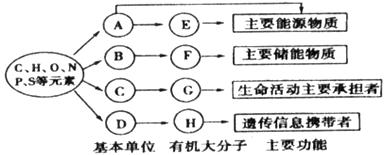 A E 主要能源物质
B F 主要储能物质
C、H、O、N
P、S等元素
C G 生命活动主要承担者
D H 遗传信息携带者
基本单位 有机大分子 主要功能